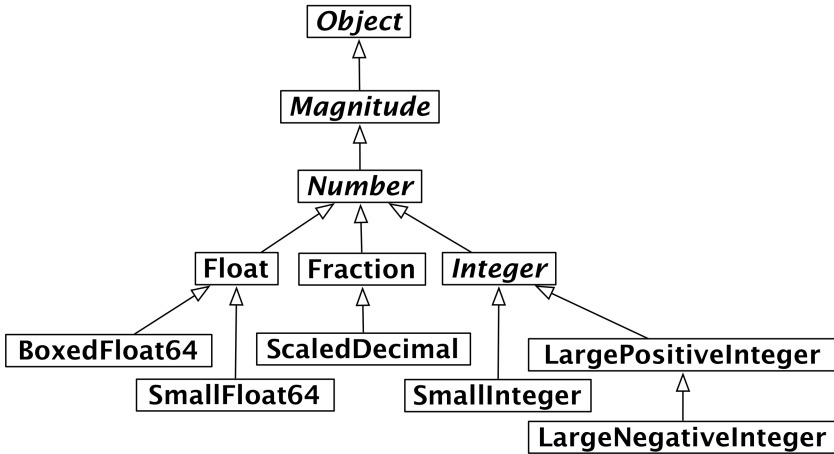 Object
Magnitude
Number
Float
Fraction
Integer
BoxedFloat64
ScaledDecimal
LargePositiveInteger
SmallFloat64
SmallInteger
LargeNegativeInteger